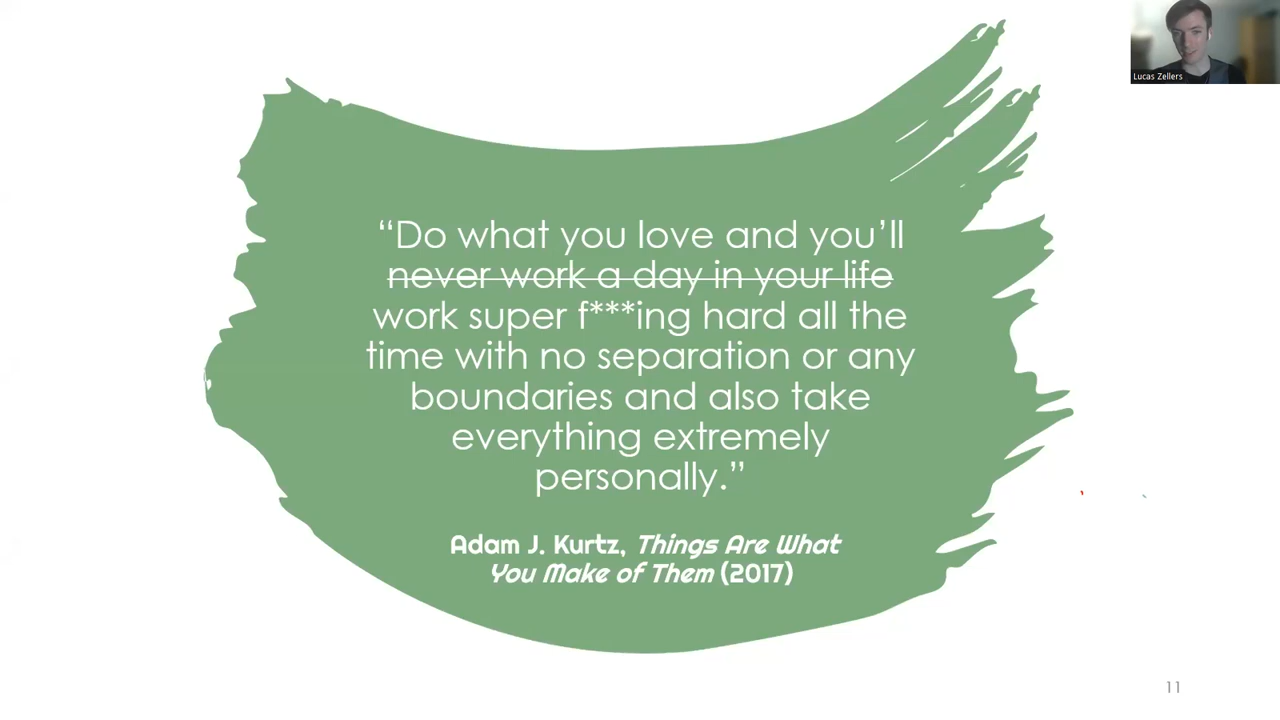 Lucas Zellers
“Do what you love and you’ll
never work a day in your life
work super f***ing hard all the
time with no separation or any
boundaries and also take
everything extremely
personally.”
Adam J. Kurtz, Things Are What
You Make of Them (2017)
11